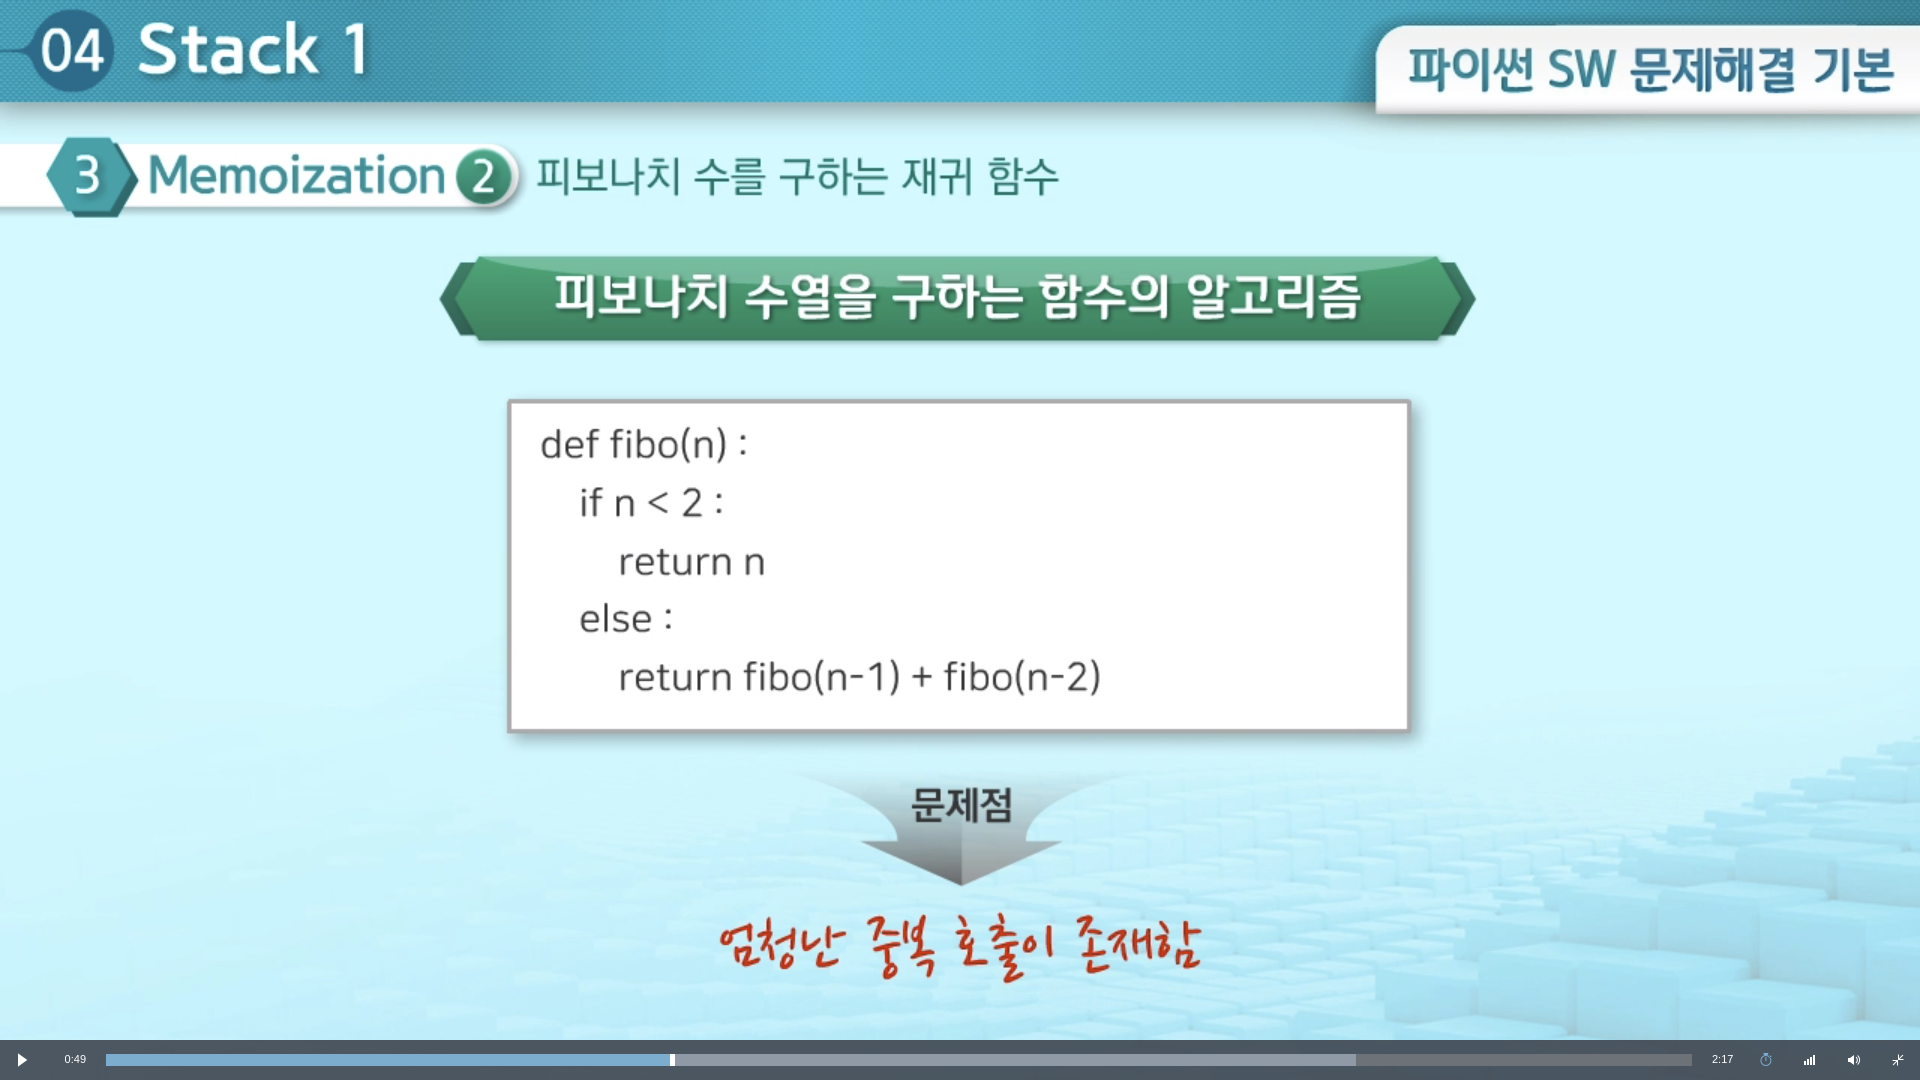 04 Stack 1
파이썬 SW 문제해결 기본
3 Memoization 2 피보나치 수를 구하는 재귀 함수
피보나치 수열을 구하는 함수의 알고리즘
def fibo(n) :
if n < 2 :
return n
else :
return fibo(n-1) + fibo(n-2)
문제점
엄청난 중복 호출이 존재함
0:49 2:17